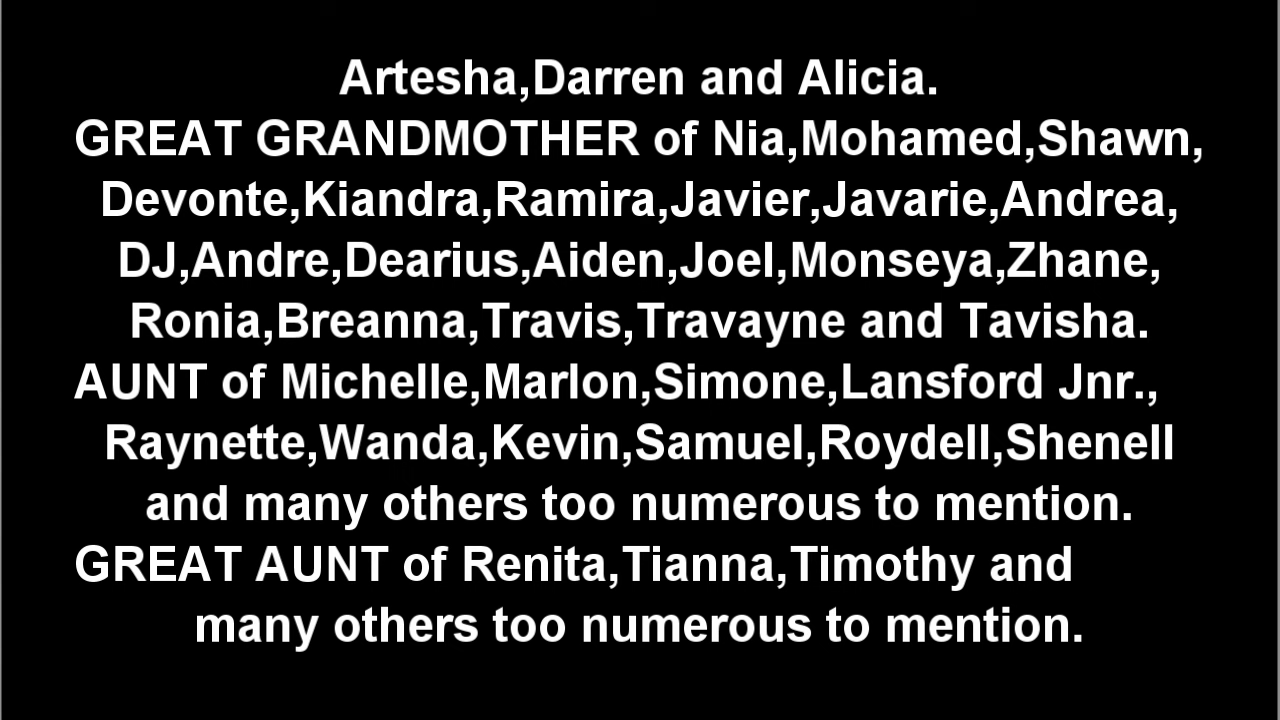 Artesha,Darren and Alicia.
GREAT GRANDMOTHER of Nia,Mohamed,Shawn,
Devonte,Kiandra,Ramira,Javier,Javarie,Andrea,
DJ,Andre,Dearius,Aiden,Joel,Monseya,Zhane,
Ronia,Breanna,Travis,Travayne and Tavisha.
AUNT of Michelle,Marlon,Simone,Lansford Jnr.,
Raynette,Wanda,Kevin,Samuel,Roydell,Shenell
and many others too numerous to mention.
GREAT AUNT of Renita,Tianna,Timothy and
many others too numerous to mention.